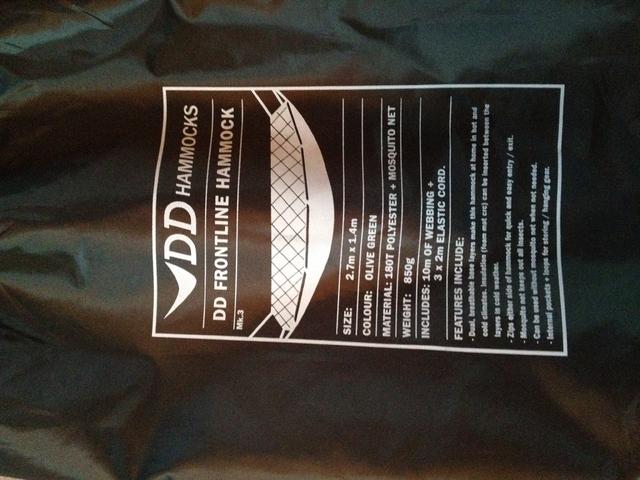 DD HAMMOCKS
DD FRONTLINE HAMMOCK
Mk.3
SIZE: 2.7m x 1.4m
COLOUR: OLIVE GREEN
MATERIAL: 180T POLYESTER + MOSQUITO NET
WEIGHT: 850g
INCLUDES: 10m OF WEBBING +
3 x 2m ELASTIC CORD.
FEATURES INCLUDE:
- Dual, breathable base layers make this hammock at home in hot and
cold climates. Insulation (foam mat etc) can be inserted between the
layers in cold weather.
- Zips either side of hammock for quick and easy entry / exit.
- Mosquito net keeps out all insects.
- Can be used without mosquito net when not needed.
- Internal pockets + loops for storing / hanging gear.